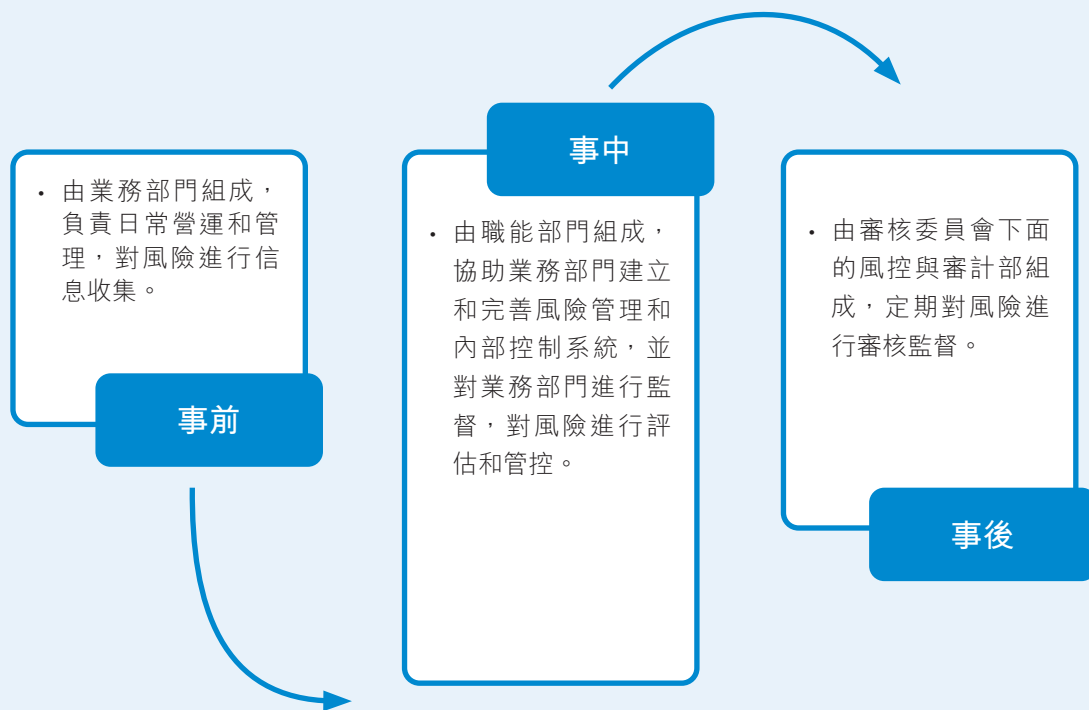 • 由業務部門組成，
負責日常營運和管
理，對風險進行信
息收集。
事前
事中
• 由職能部門組成，
協助業務部門建立
和完善風險管理和
內部控制系統，並
對業務部門進行監
督，對風險進行評
估和管控。
• 由審核委員會下面
的風控與審計部組
成，定期對風險進
行審核監督。
事後